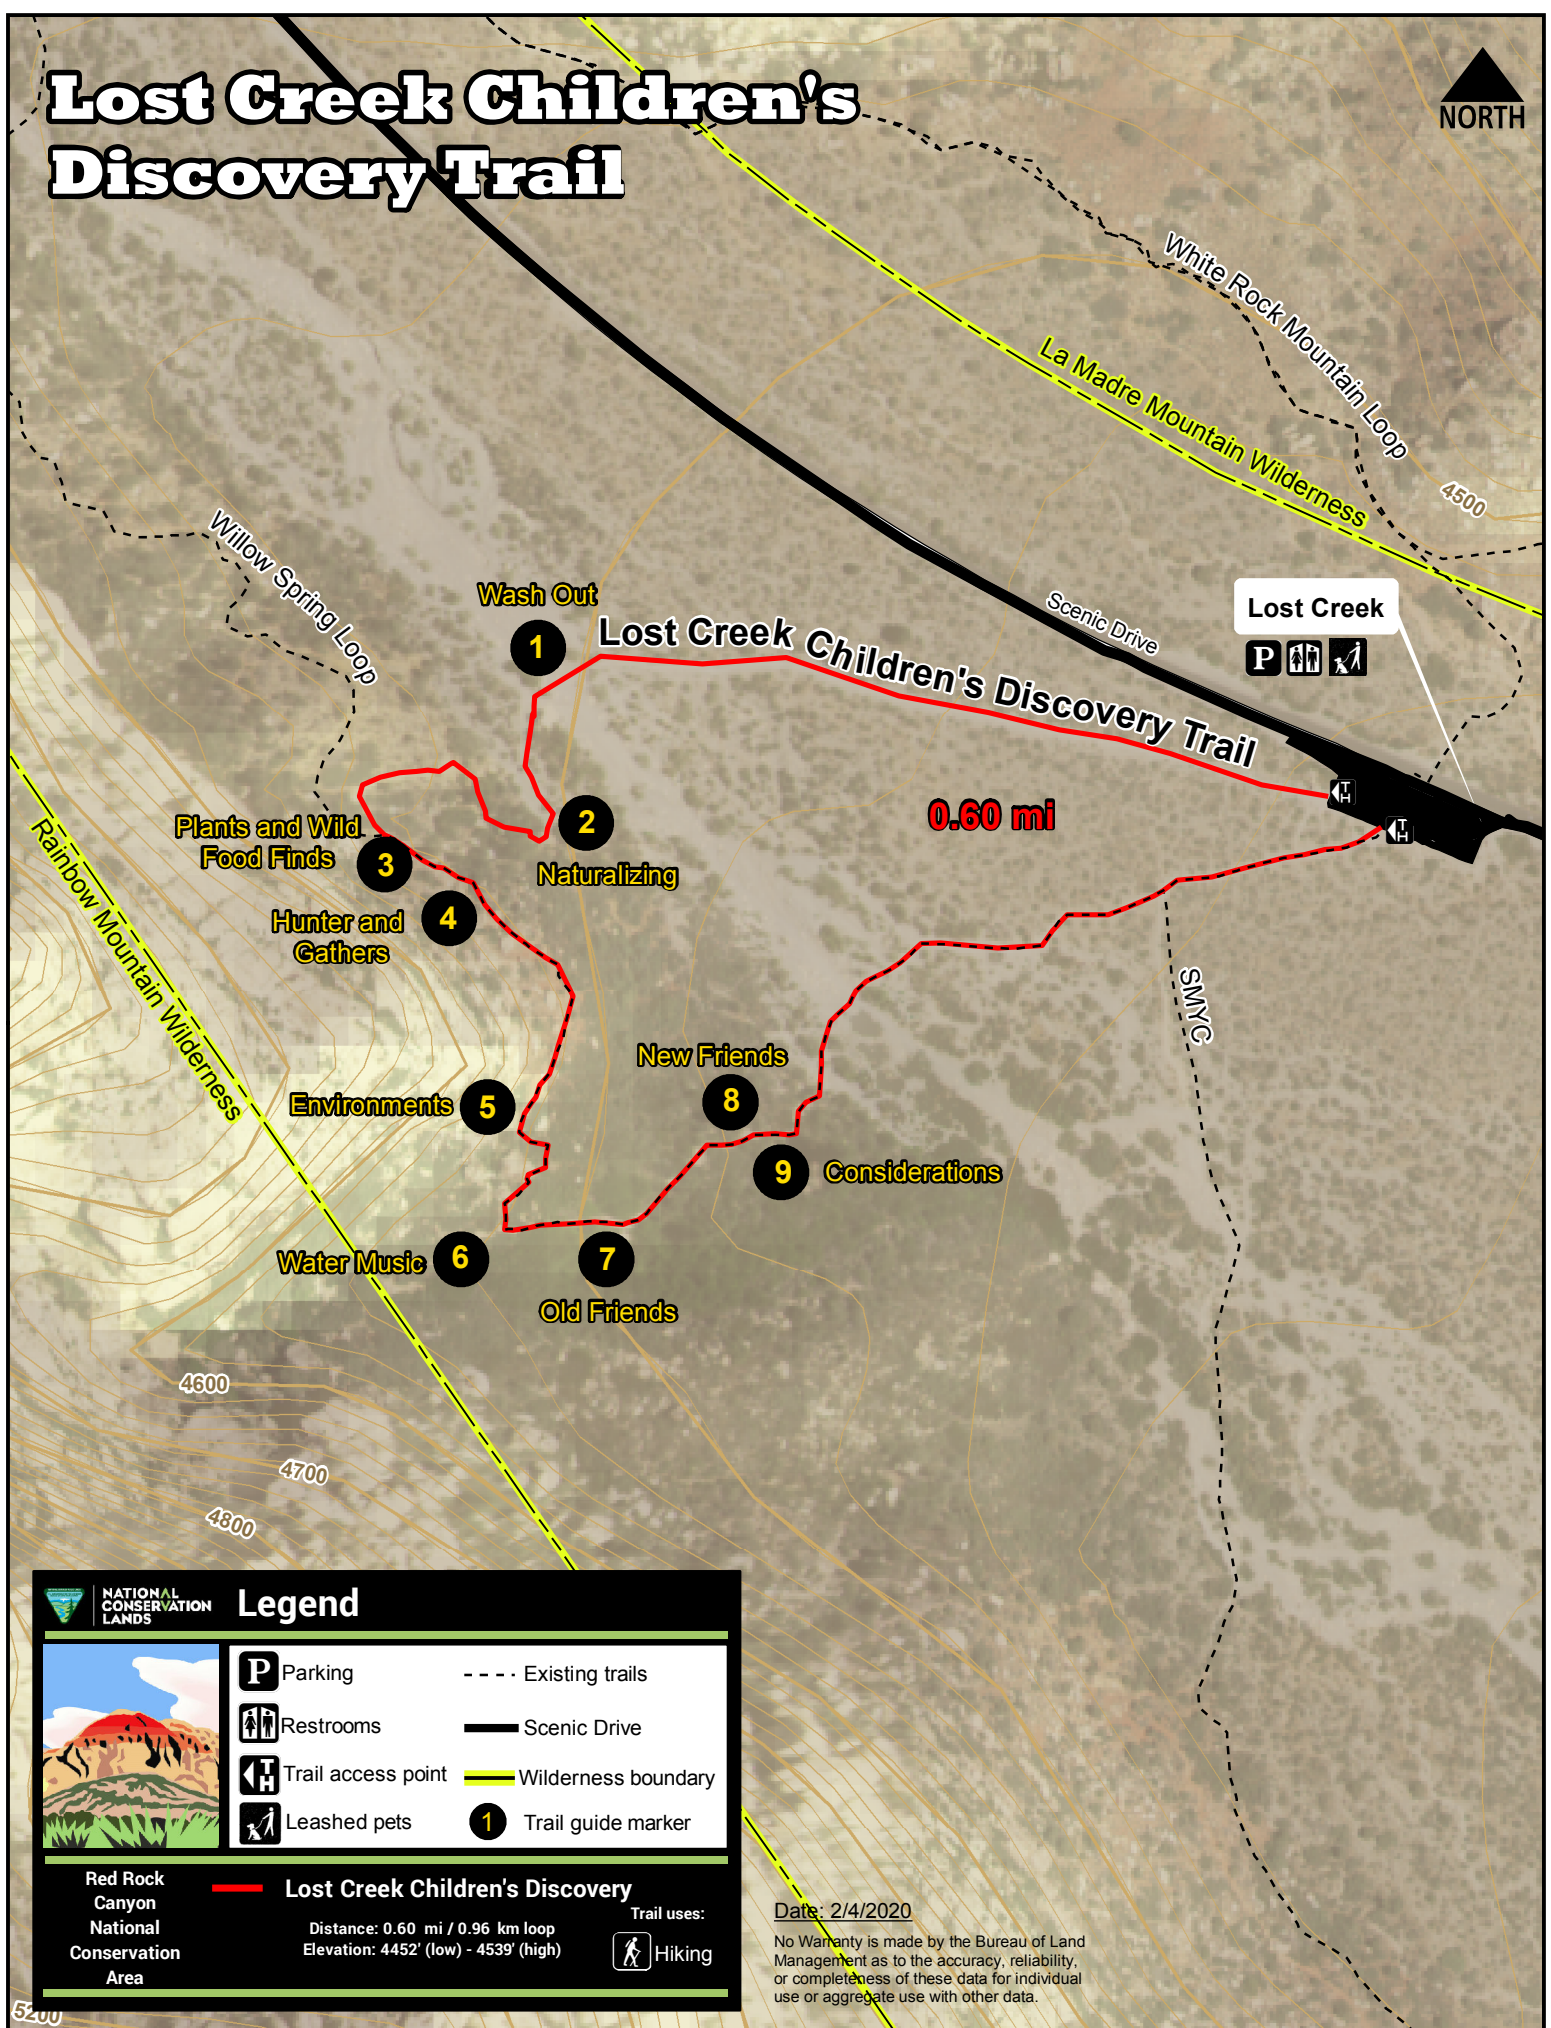 Lost Creek Children's
Discovery Trail
NORTH
White Rock Mountain Loop
La Madre Mountain Wilderness
4500
Willow Spring Loop
Wash Out
1
Lost Creek Children's Discovery Trail
Scenic Drive
Lost Creek
P
TH
TH
0.60 mi
2
Naturalizing
Plants and Wild
Food Finds
3
Hunter and
Gathers
4
Rainbow Mountain Wilderness
SMYC
New Friends
8
Environments
5
9
Considerations
Water Music
6
7
Old Friends
4600
4700
4800
5200
NATIONAL
CONSERVATION
LANDS
Legend
P Parking
Existing trails
Restrooms
Scenic Drive
TH Trail access point
Wilderness boundary
Leashed pets
1 Trail guide marker
Red Rock
Canyon
National
Conservation
Area
Lost Creek Children's Discovery
Distance: 0.60 mi / 0.96 km loop
Elevation: 4452' (low) - 4539' (high)
Trail uses:
Hiking
Date: 2/4/2020
No Warranty is made by the Bureau of Land
Management as to the accuracy, reliability,
or completeness of these data for individual
use or aggregate use with other data.